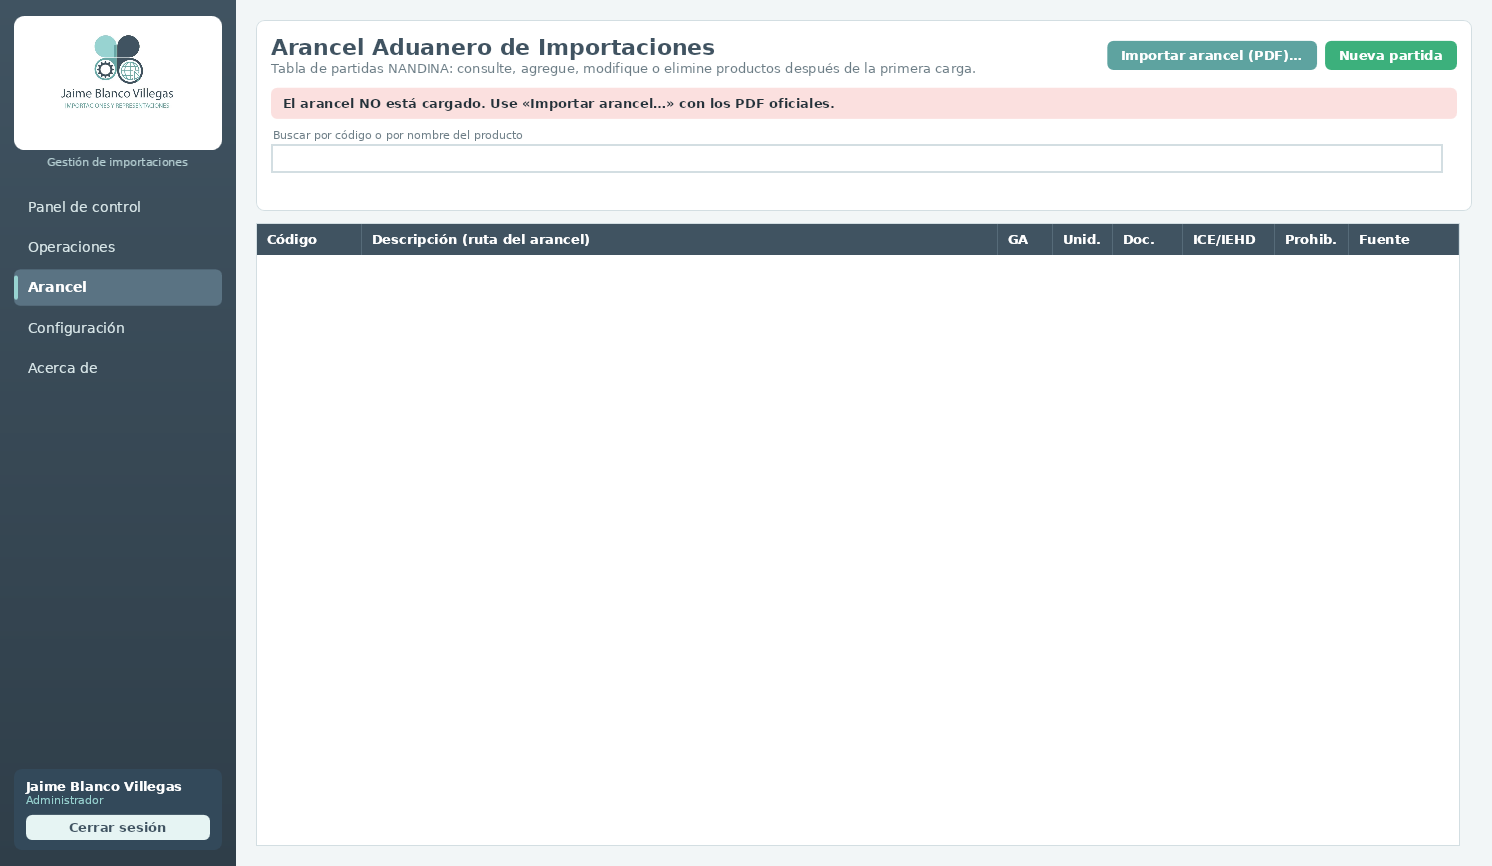 Jaime Blanco Villegas
IMPORTACIONES Y REPRESENTACIONES
Gestión de importaciones
Panel de control
Operaciones
Arancel
Configuración
Acerca de
Jaime Blanco Villegas
Administrador
Cerrar sesión
Arancel Aduanero de Importaciones
Tabla de partidas NANDINA: consulte, agregue, modifique o elimine productos después de la primera carga.
Importar arancel (PDF)... Nueva partida
El arancel NO está cargado. Use «Importar arancel...» con los PDF oficiales.
Buscar por código o por nombre del producto
Código Descripción (ruta del arancel) GA Unid. Doc. ICE/IEHD Prohib. Fuente